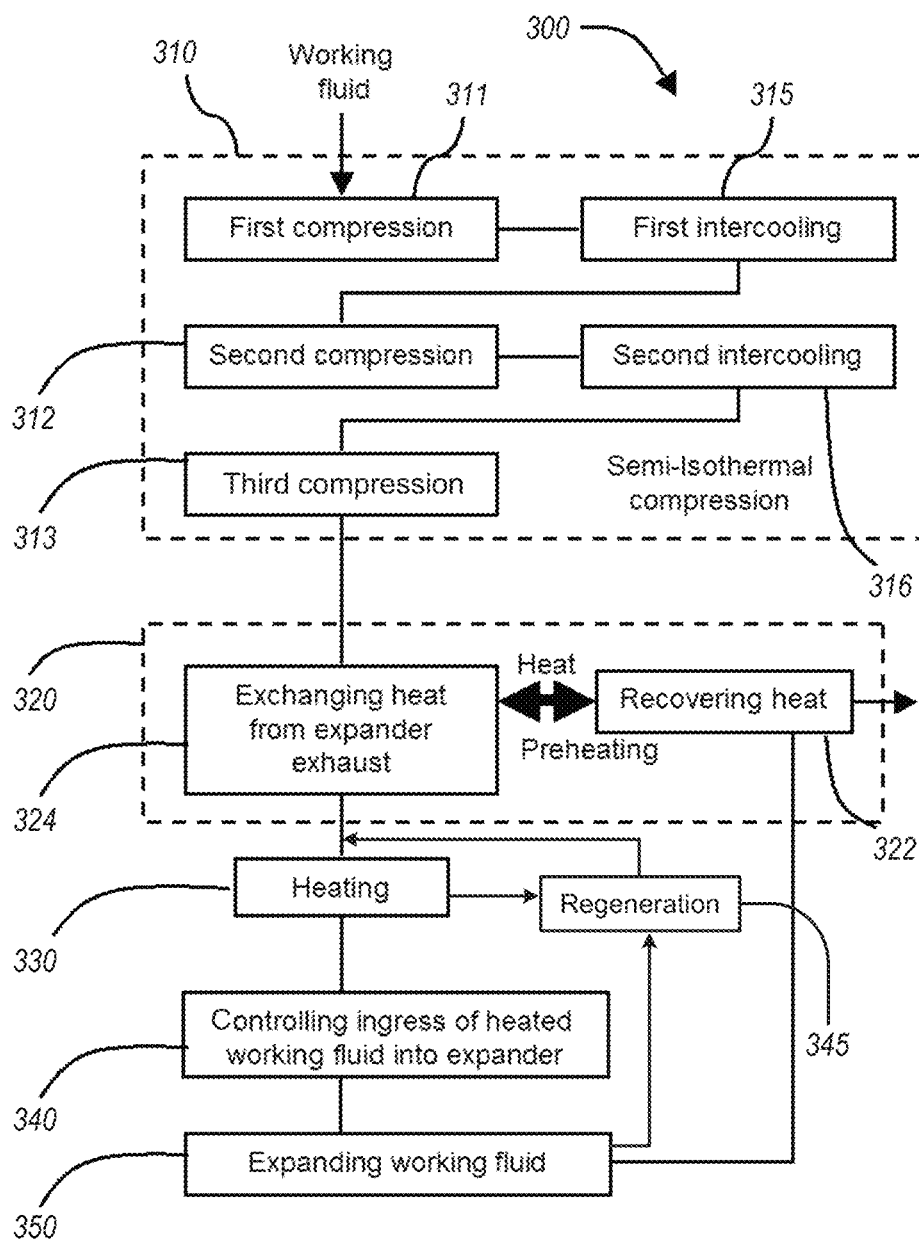 300
310
Working
fluid
311
315
First compression
First intercooling
Second compression
Second intercooling
312
Third compression
Semi-Isothermal
compression
313
316
320
Exchanging heat
from expander
exhaust
Heat
Preheating
Recovering heat
324
322
Heating
Regeneration
330
345
Controlling ingress of heated
working fluid into expander
340
Expanding working fluid
350